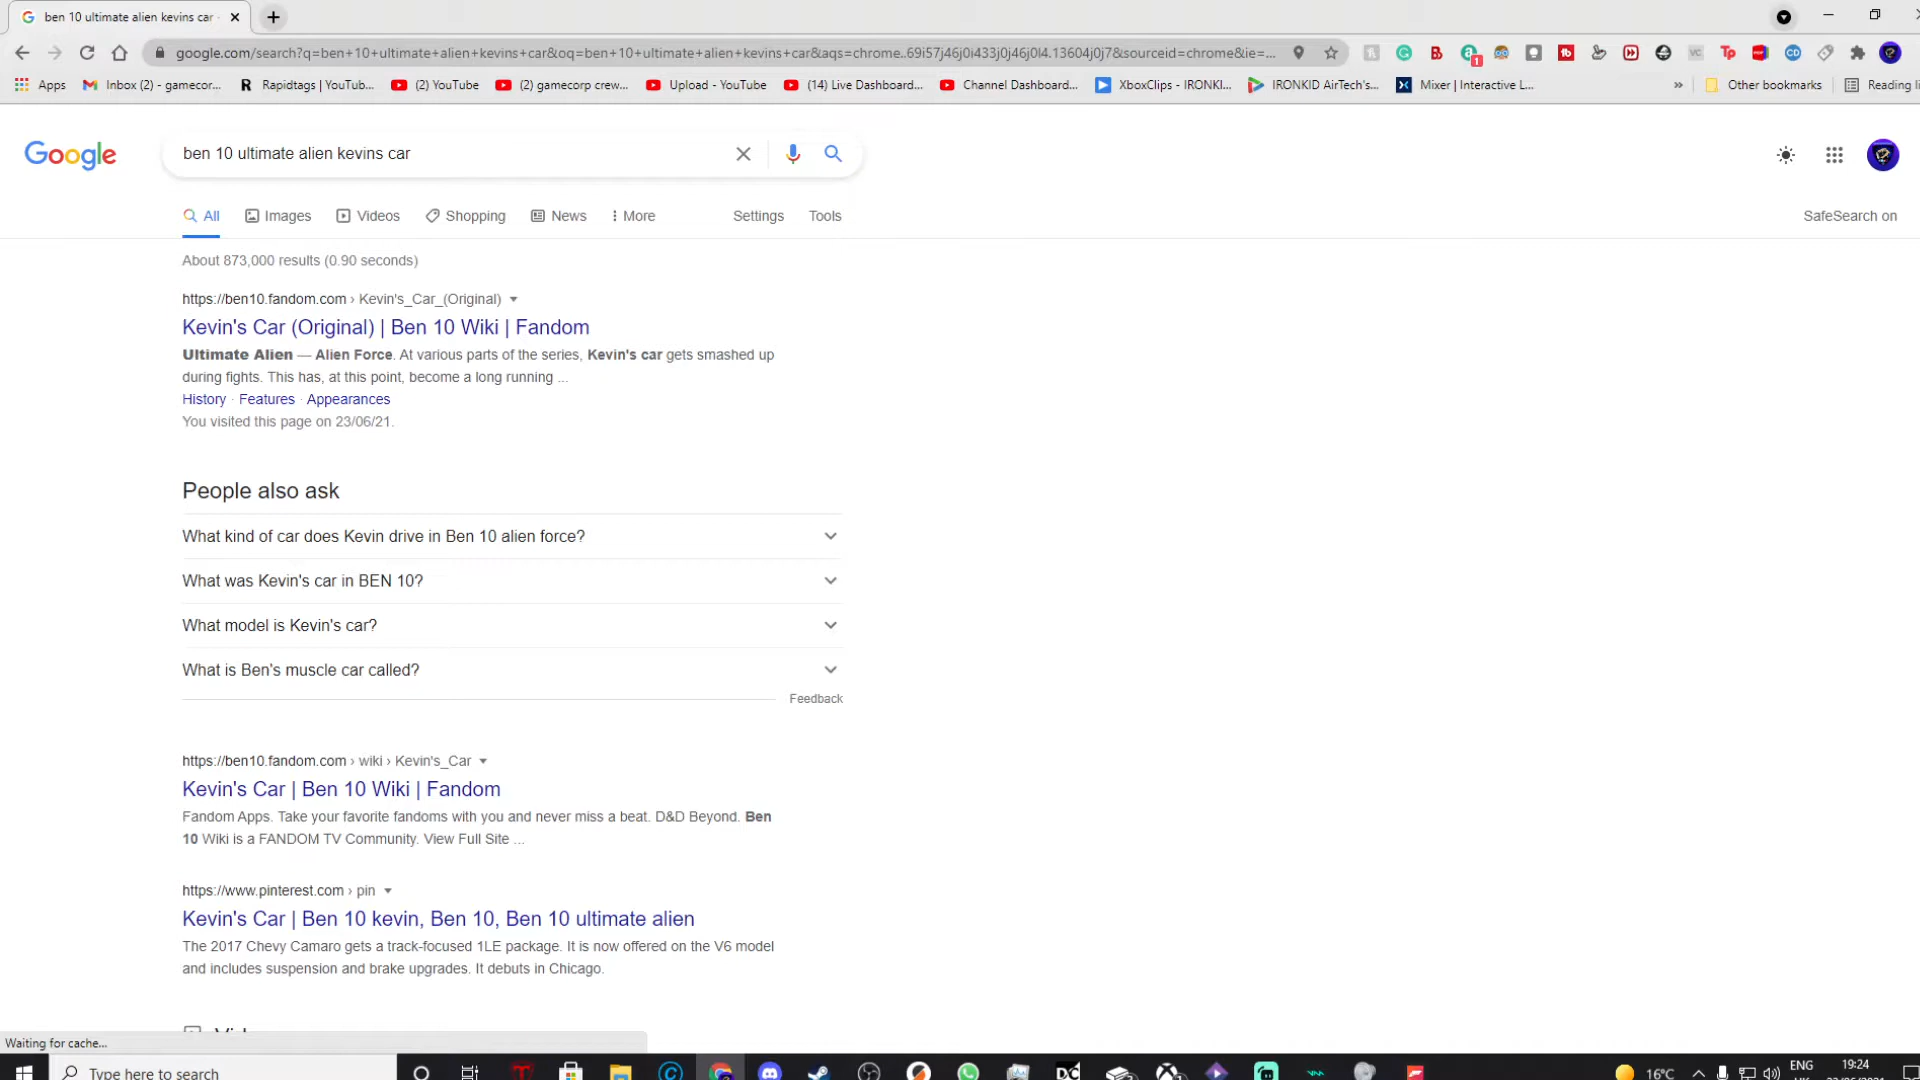 ben 10 ultimate alien kevins car
google.com/search?q=ben+10+ultimate+alien+kevins+car&oq=ben+10+ultimate+alien+kevins+car&aqs=chrome..69i57j46j0i433j0j46j0l4.13604j0j7&sourceid=chrome&ie=...
Apps Inbox (2) - gamecor... Rapidtags | YouTub... (2) YouTube (2) gamecorp crew... Upload - YouTube (14) Live Dashboard... Channel Dashboard... XboxClips - IRONKI... IRONKID AirTech's... Mixer | Interactive L... » Other bookmarks Reading li
Google ben 10 ultimate alien kevins car
All Images Videos Shopping News More Settings Tools SafeSearch on
About 873,000 results (0.90 seconds)
https://ben10.fandom.com › Kevin's_Car_(Original)
Kevin's Car (Original) | Ben 10 Wiki | Fandom
Ultimate Alien — Alien Force. At various parts of the series, Kevin's car gets smashed up
during fights. This has, at this point, become a long running ...
History · Features · Appearances
You visited this page on 23/06/21.
People also ask
What kind of car does Kevin drive in Ben 10 alien force?
What was Kevin's car in BEN 10?
What model is Kevin's car?
What is Ben's muscle car called?
Feedback
https://ben10.fandom.com › wiki › Kevin's_Car
Kevin's Car | Ben 10 Wiki | Fandom
Fandom Apps. Take your favorite fandoms with you and never miss a beat. D&D Beyond. Ben
10 Wiki is a FANDOM TV Community. View Full Site ...
https://www.pinterest.com › pin
Kevin's Car | Ben 10 kevin, Ben 10, Ben 10 ultimate alien
The 2017 Chevy Camaro gets a track-focused 1LE package. It is now offered on the V6 model
and includes suspension and brake upgrades. It debuts in Chicago.
Waiting for cache...
Type here to search
16°C ENG 19:24